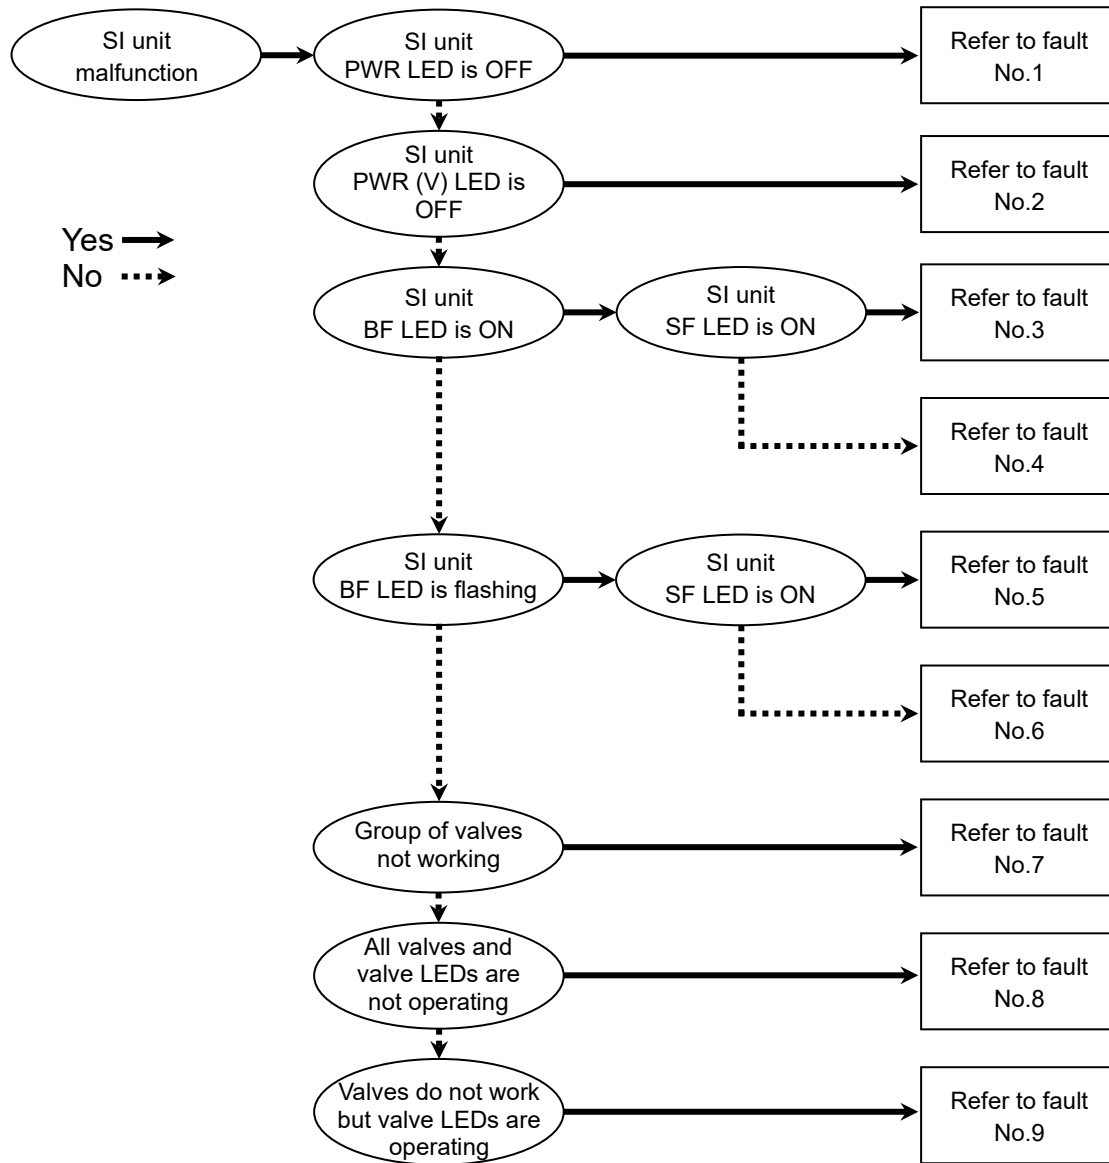 SI unit
malfunction
SI unit
PWR LED is OFF
Refer to fault
No.1
SI unit
PWR (V) LED is
OFF
Refer to fault
No.2
Yes
No
SI unit
BF LED is ON
SI unit
SF LED is ON
Refer to fault
No.3
Refer to fault
No.4
SI unit
BF LED is flashing
SI unit
SF LED is ON
Refer to fault
No.5
Refer to fault
No.6
Group of valves
not working
Refer to fault
No.7
All valves and
valve LEDs are
not operating
Refer to fault
No.8
Valves do not work
but valve LEDs are
operating
Refer to fault
No.9